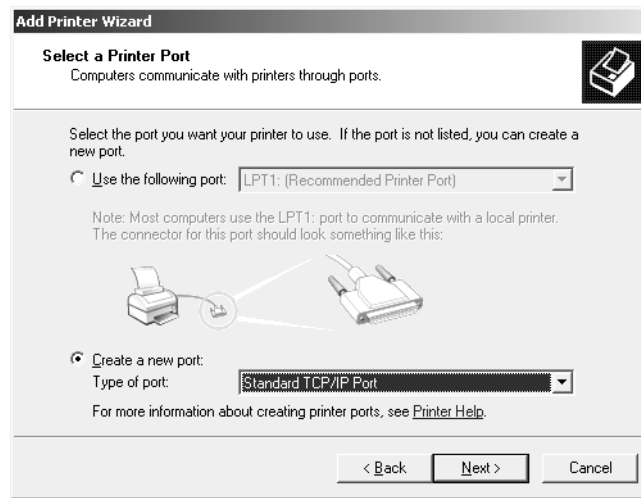 Add Printer Wizard
Select a Printer Port
Computers communicate with printers through ports.
Select the port you want your printer to use. If the port is not listed, you can create a
new port.
Use the following port: LPT1: (Recommended Printer Port)
Note: Most computers use the LPT1: port to communicate with a local printer.
The connector for this port should look something like this:
Create a new port:
Type of port: Standard TCP/IP Port
For more information about creating printer ports, see Printer Help.
< Back Next > Cancel